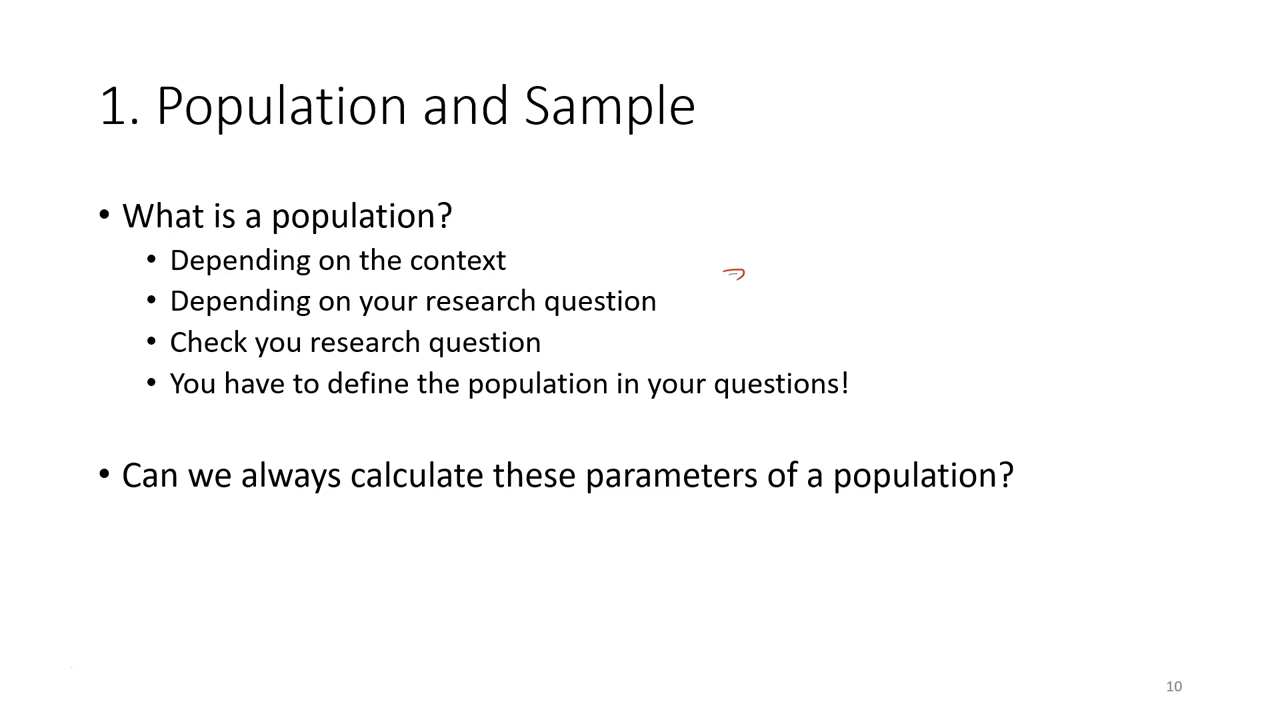 1. Population and Sample
• What is a population?
• Depending on the context
• Depending on your research question
• Check you research question
• You have to define the population in your questions!
• Can we always calculate these parameters of a population?
10